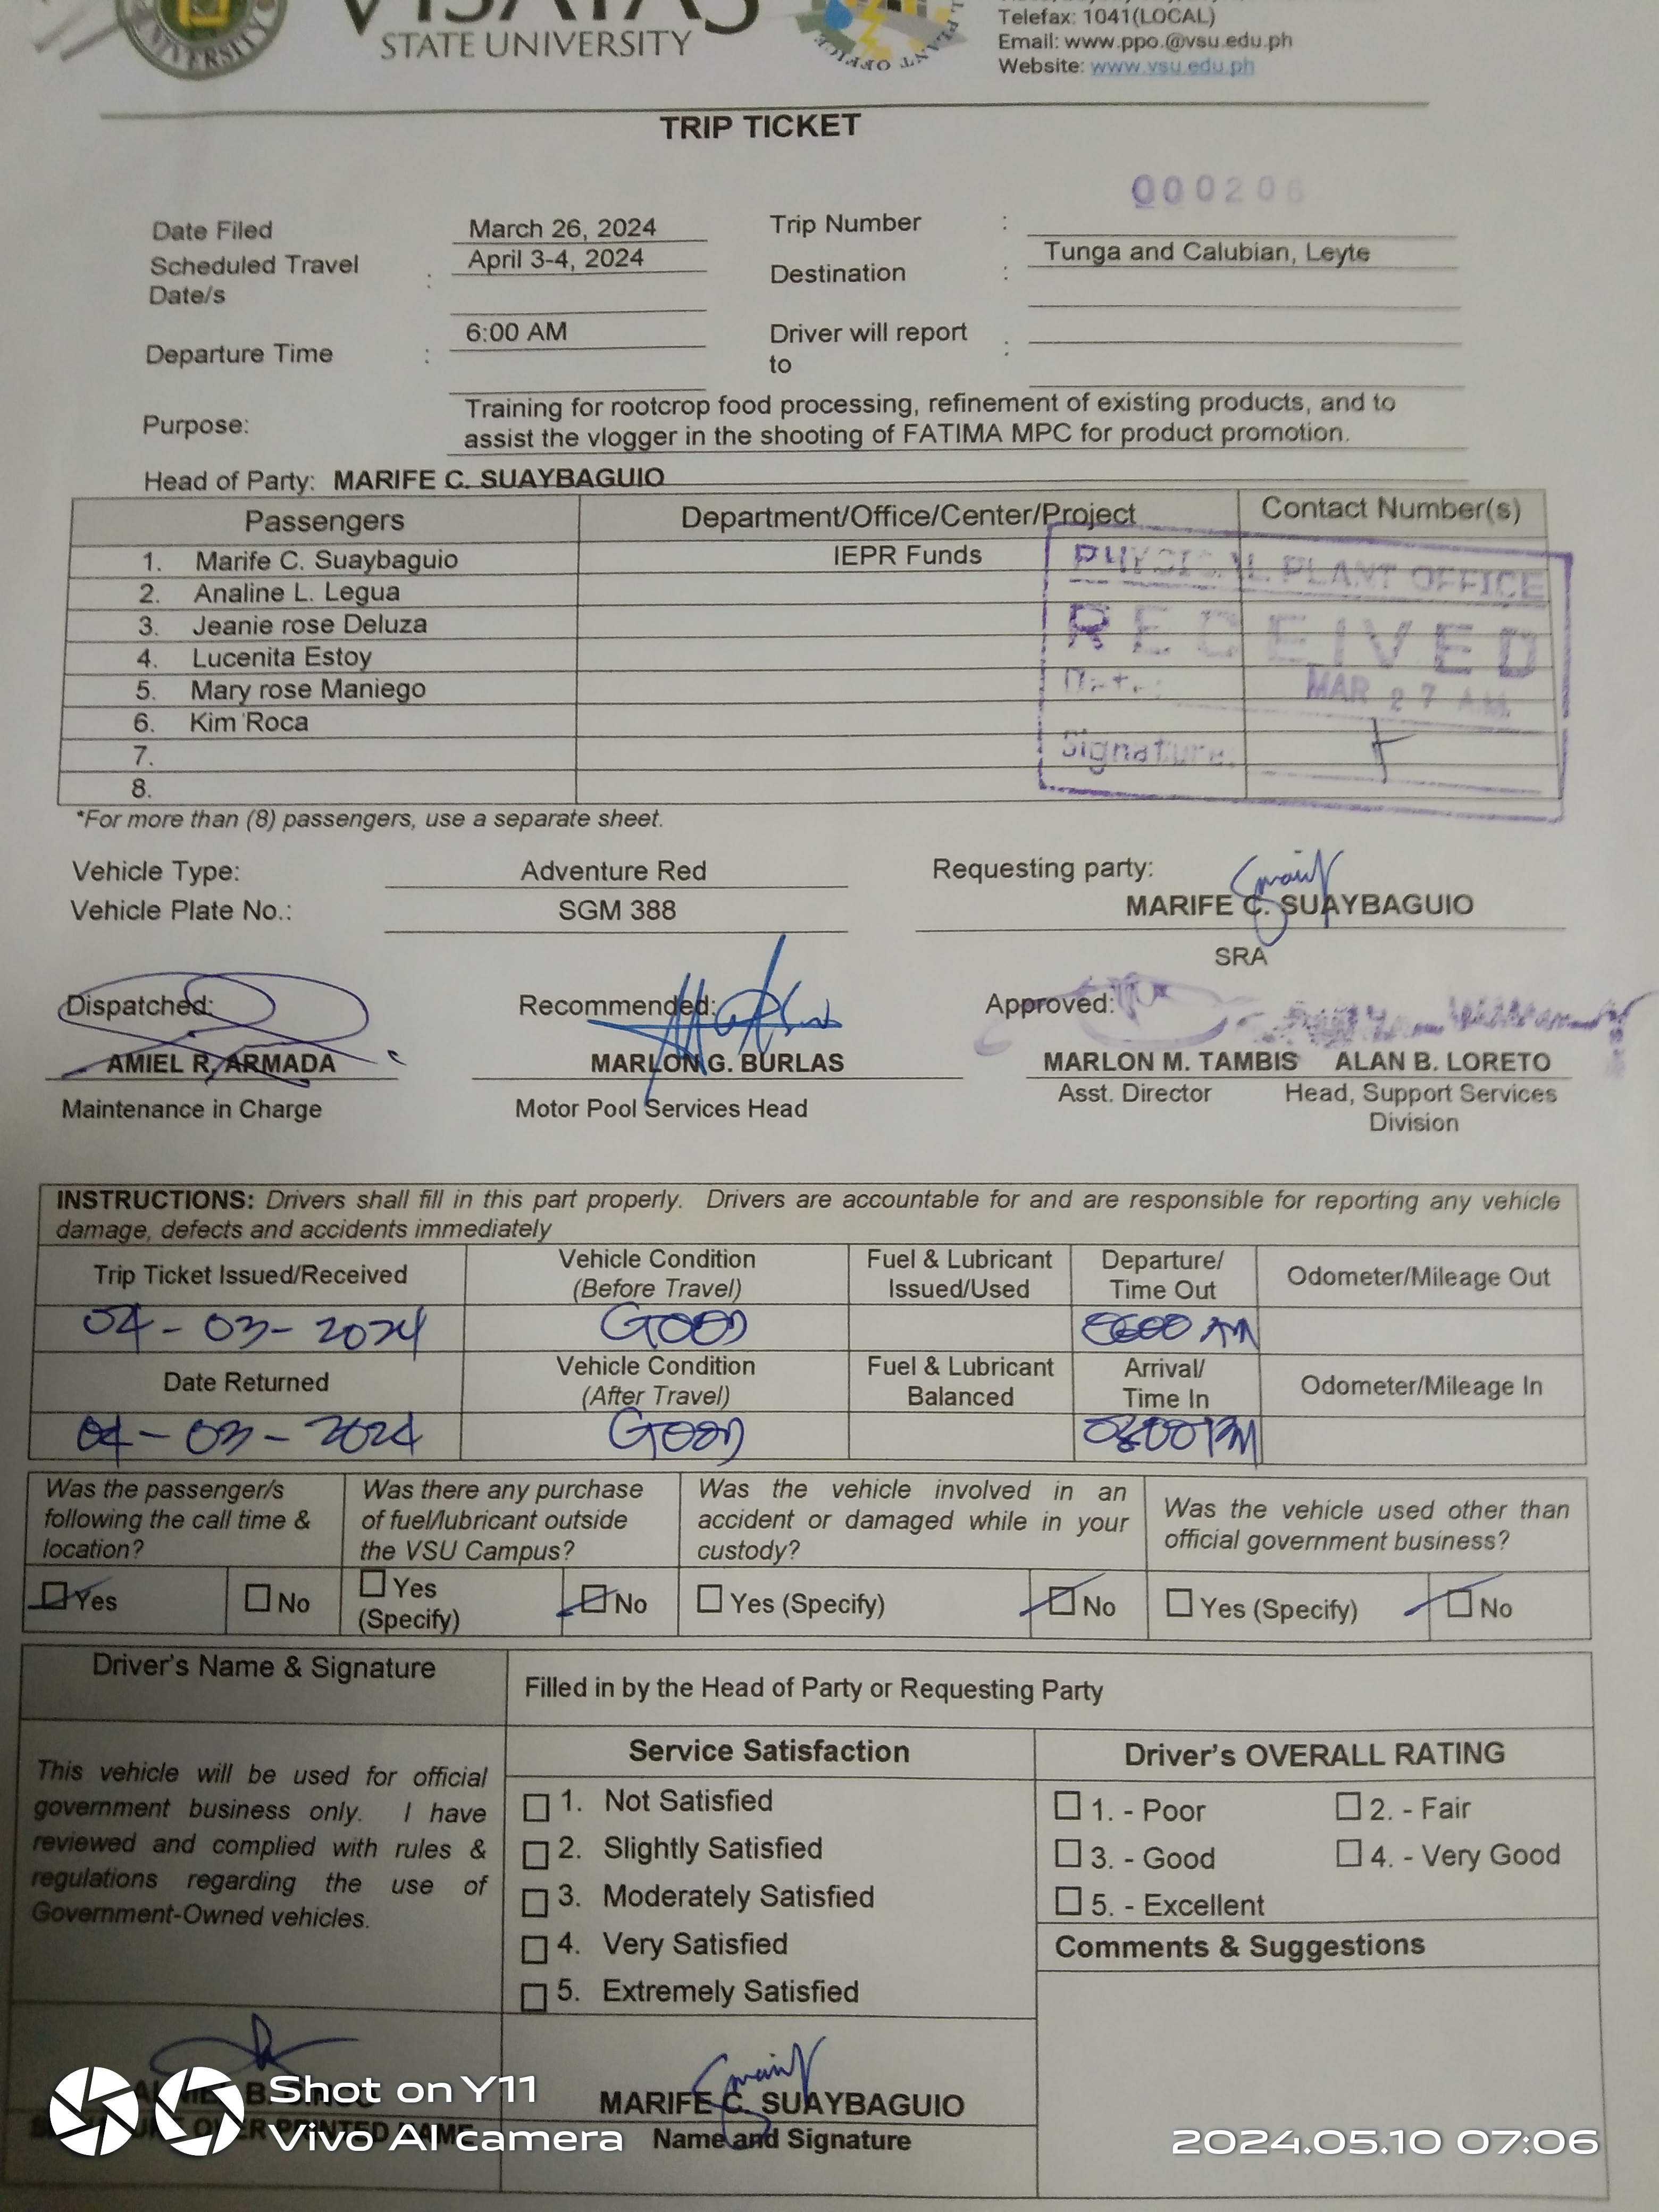 VISAYAS
STATE UNIVERSITY
UNIVERSITY
PLANT OFFICE
Telefax: 1041(LOCAL)
Email: www.ppo.@vsu.edu.ph
Website: www.vsu.edu.ph
TRIP TICKET
000206
Date Filed March 26, 2024 Trip Number :
Scheduled Travel Date/s : April 3-4, 2024 Destination : Tunga and Calubian, Leyte
Departure Time : 6:00 AM Driver will report to :
Purpose: Training for rootcrop food processing, refinement of existing products, and to
assist the vlogger in the shooting of FATIMA MPC for product promotion.
Head of Party: MARIFE C. SUAYBAGUIO
Passengers Department/Office/Center/Project Contact Number(s)
1. Marife C. Suaybaguio IEPR Funds
2. Analine L. Legua
3. Jeanie rose Deluza
4. Lucenita Estoy
5. Mary rose Maniego
6. Kim Roca
7.
8.
PHYSICAL PLANT OFFICE
RECEIVED
Date: MAR 27 A.M.
Signature:
*For more than (8) passengers, use a separate sheet.
Vehicle Type: Adventure Red Requesting party:
Vehicle Plate No.: SGM 388 MARIFE C. SUAYBAGUIO
SRA
Dispatched: Recommended: Approved:
AMIEL R. ARMADA MARLON G. BURLAS MARLON M. TAMBIS ALAN B. LORETO
Maintenance in Charge Motor Pool Services Head Asst. Director Head, Support Services
Division
INSTRUCTIONS: Drivers shall fill in this part properly. Drivers are accountable for and are responsible for reporting any vehicle
damage, defects and accidents immediately
Trip Ticket Issued/Received Vehicle Condition (Before Travel) Fuel & Lubricant Issued/Used Departure/ Time Out Odometer/Mileage Out
04-03-2024 GOOD 0600 AM
Date Returned Vehicle Condition (After Travel) Fuel & Lubricant Balanced Arrival/ Time In Odometer/Mileage In
04-03-2024 GOOD 0800 PM
Was the passenger/s following the call time & location?
Was there any purchase of fuel/lubricant outside the VSU Campus?
Was the vehicle involved in an accident or damaged while in your custody?
Was the vehicle used other than official government business?
Yes No Yes (Specify) No Yes (Specify) No Yes (Specify) No
Driver's Name & Signature
Filled in by the Head of Party or Requesting Party
This vehicle will be used for official
government business only. I have
reviewed and complied with rules &
regulations regarding the use of
Government-Owned vehicles.
Service Satisfaction
1. Not Satisfied
2. Slightly Satisfied
3. Moderately Satisfied
4. Very Satisfied
5. Extremely Satisfied
Driver's OVERALL RATING
1. - Poor 2. - Fair
3. - Good 4. - Very Good
5. - Excellent
Comments & Suggestions
MARIFE C. SUAYBAGUIO
Name and Signature
OVER PRINTED NAME
Shot on Y11
Vivo AI camera
2024.05.10 07:06